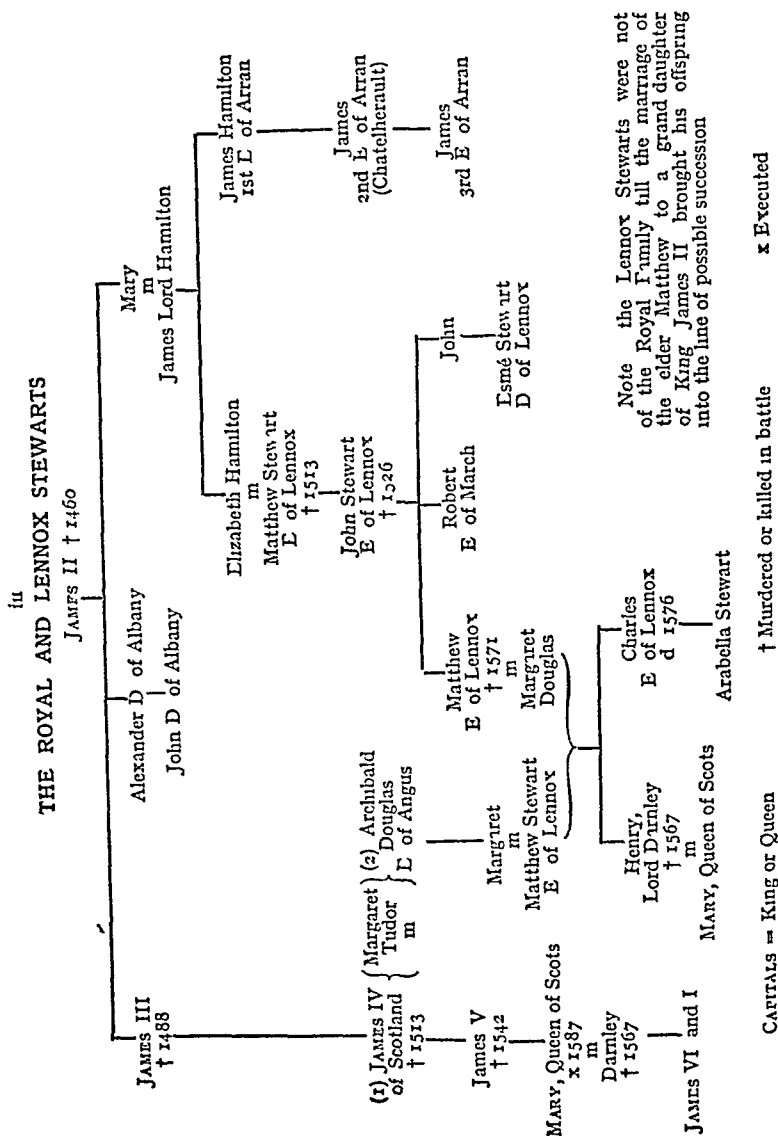 iii
THE ROYAL AND LENNOX STEWARTS
JAMES II † 1460
JAMES III
† 1488
Alexander D of Albany
John D of Albany
Mary
m
James Lord Hamilton
Elizabeth Hamilton
m
Matthew Stewart
E of Lennox
† 1513
James Hamilton
1st E of Arran
(1) JAMES IV
of Scotland
† 1513
Margaret
Tudor
m
(2) Archibald
Douglas
E of Angus
John Stewart
E of Lennox
† 1526
James
2nd E of Arran
(Chatelherault)
James V
† 1542
Margaret
m
Matthew Stewart
E of Lennox
Matthew
E of Lennox
† 1571
m
Margaret
Douglas
Robert
E of March
John
James
3rd E of Arran
Esmé Stewart
D of Lennox
MARY, Queen of Scots
x 1587
m
Darnley
† 1567
Henry,
Lord Darnley
† 1567
m
MARY, Queen of Scots
Charles
E of Lennox
d 1576
JAMES VI and I
Arabella Stewart
Note the Lennox Stewarts were not
of the Royal Family till the marriage of
the elder Matthew to a grand daughter
of King James II brought his offspring
into the line of possible succession
CAPITALS = King or Queen
† Murdered or killed in battle
x Executed